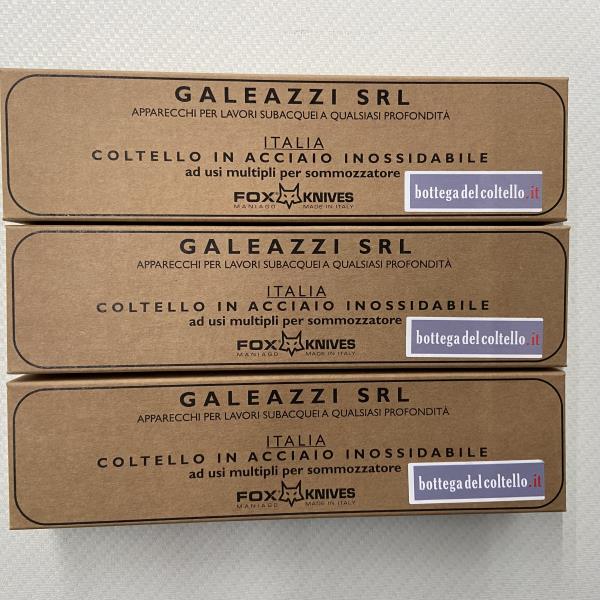 GALEAZZI SRL
APPARECCHI PER LAVORI SUBACQUEI A QUALSIASI PROFONDITÀ
ITALIA
COLTELLO IN ACCIAIO INOSSIDABILE
ad usi multipli per sommozzatore
FOX KNIVES
MANIAGO MADE IN ITALY
bottega del coltello.it
GALEAZZI SRL
APPARECCHI PER LAVORI SUBACQUEI A QUALSIASI PROFONDITÀ
ITALIA
COLTELLO IN ACCIAIO INOSSIDABILE
ad usi multipli per sommozzatore
FOX KNIVES
MANIAGO MADE IN ITALY
bottega del coltello.it
GALEAZZI SRL
APPARECCHI PER LAVORI SUBACQUEI A QUALSIASI PROFONDITÀ
ITALIA
COLTELLO IN ACCIAIO INOSSIDABILE
ad usi multipli per sommozzatore
FOX KNIVES
MANIAGO MADE IN ITALY
bottega del coltello.it